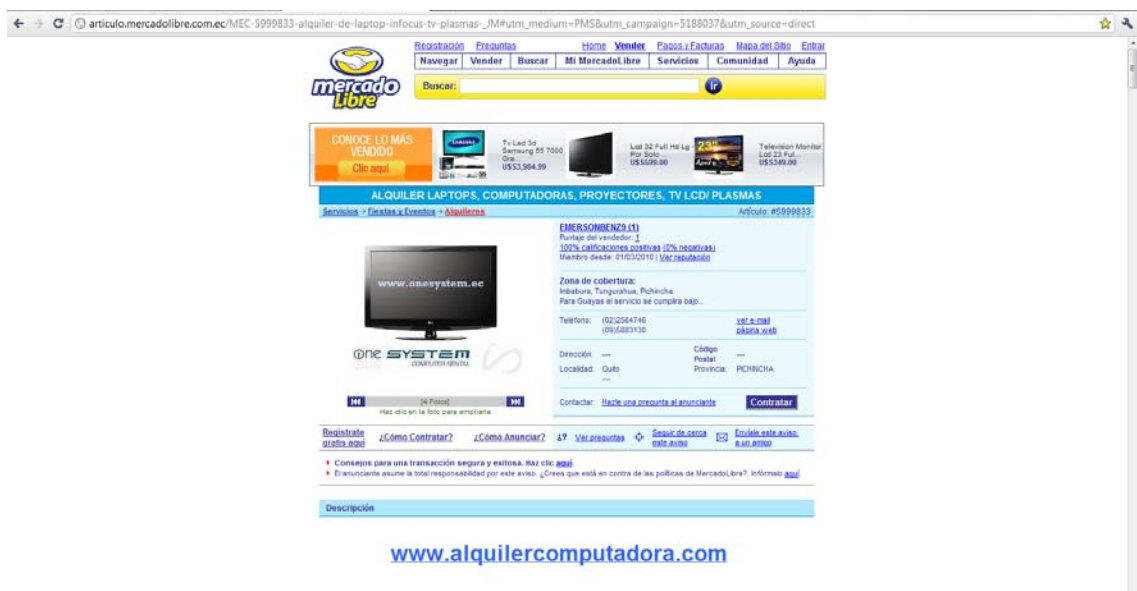 articulo.mercadolibre.com.ec/MEC-5999833-alquiler-de-laptop-infocus-tv-plasmas-_JM#utm_medium=PMS&utm_campaign=5188037&utm_source=direct
Registración Preguntas Home Vender Pagos y Facturas Mapa del Sitio Entrar
mercado
libre
Navegar Vender Buscar Mi MercadoLibre Servicios Comunidad Ayuda
Buscar: Ir
CONOCE LO MÁS
VENDIDO
Clic aquí
Tv Led 3d
Samsung 55 7000
Gra...
U$S3,984.99
Lcd 32 Full Hd Lg
Por Solo ...
U$S599.00
23"
Television Monitor
Lcd 23 Ful...
U$S349.00
ALQUILER LAPTOPS, COMPUTADORAS, PROYECTORES, TV LCD/ PLASMAS
Servicios → Fiestas y Eventos → Alquileres Artículo: #5999833
www.onesystem.ec
One SYSTEM
COMPUTER RENTAL
[4 Fotos]
Haz clic en la foto para ampliarla
EMERSONBENZ9 (1)
Puntaje del vendedor: 1
100% calificaciones positivas (0% negativas)
Miembro desde: 01/03/2010 | Ver reputación
Zona de cobertura:
Imbabura, Tungurahua, Pichincha
Para Guayas el servicio se cumplira bajo...
Teléfono: (02)2564746 ver e-mail
(09)5883130 página web
Dirección: --- Código Postal: ---
Localidad: Quito Provincia: PICHINCHA
---
Contactar: Hazle una pregunta al anunciante Contratar
Regístrate gratis aquí ¿Cómo Contratar? ¿Cómo Anunciar? ¿? Ver preguntas Seguir de cerca este aviso Envíale este aviso a un amigo
Consejos para una transacción segura y exitosa. Haz clic aquí
El anunciante asume la total responsabilidad por este aviso. ¿Crees que está en contra de las políticas de MercadoLibre?. Infórmalo aquí.
Descripción
www.alquilercomputadora.com